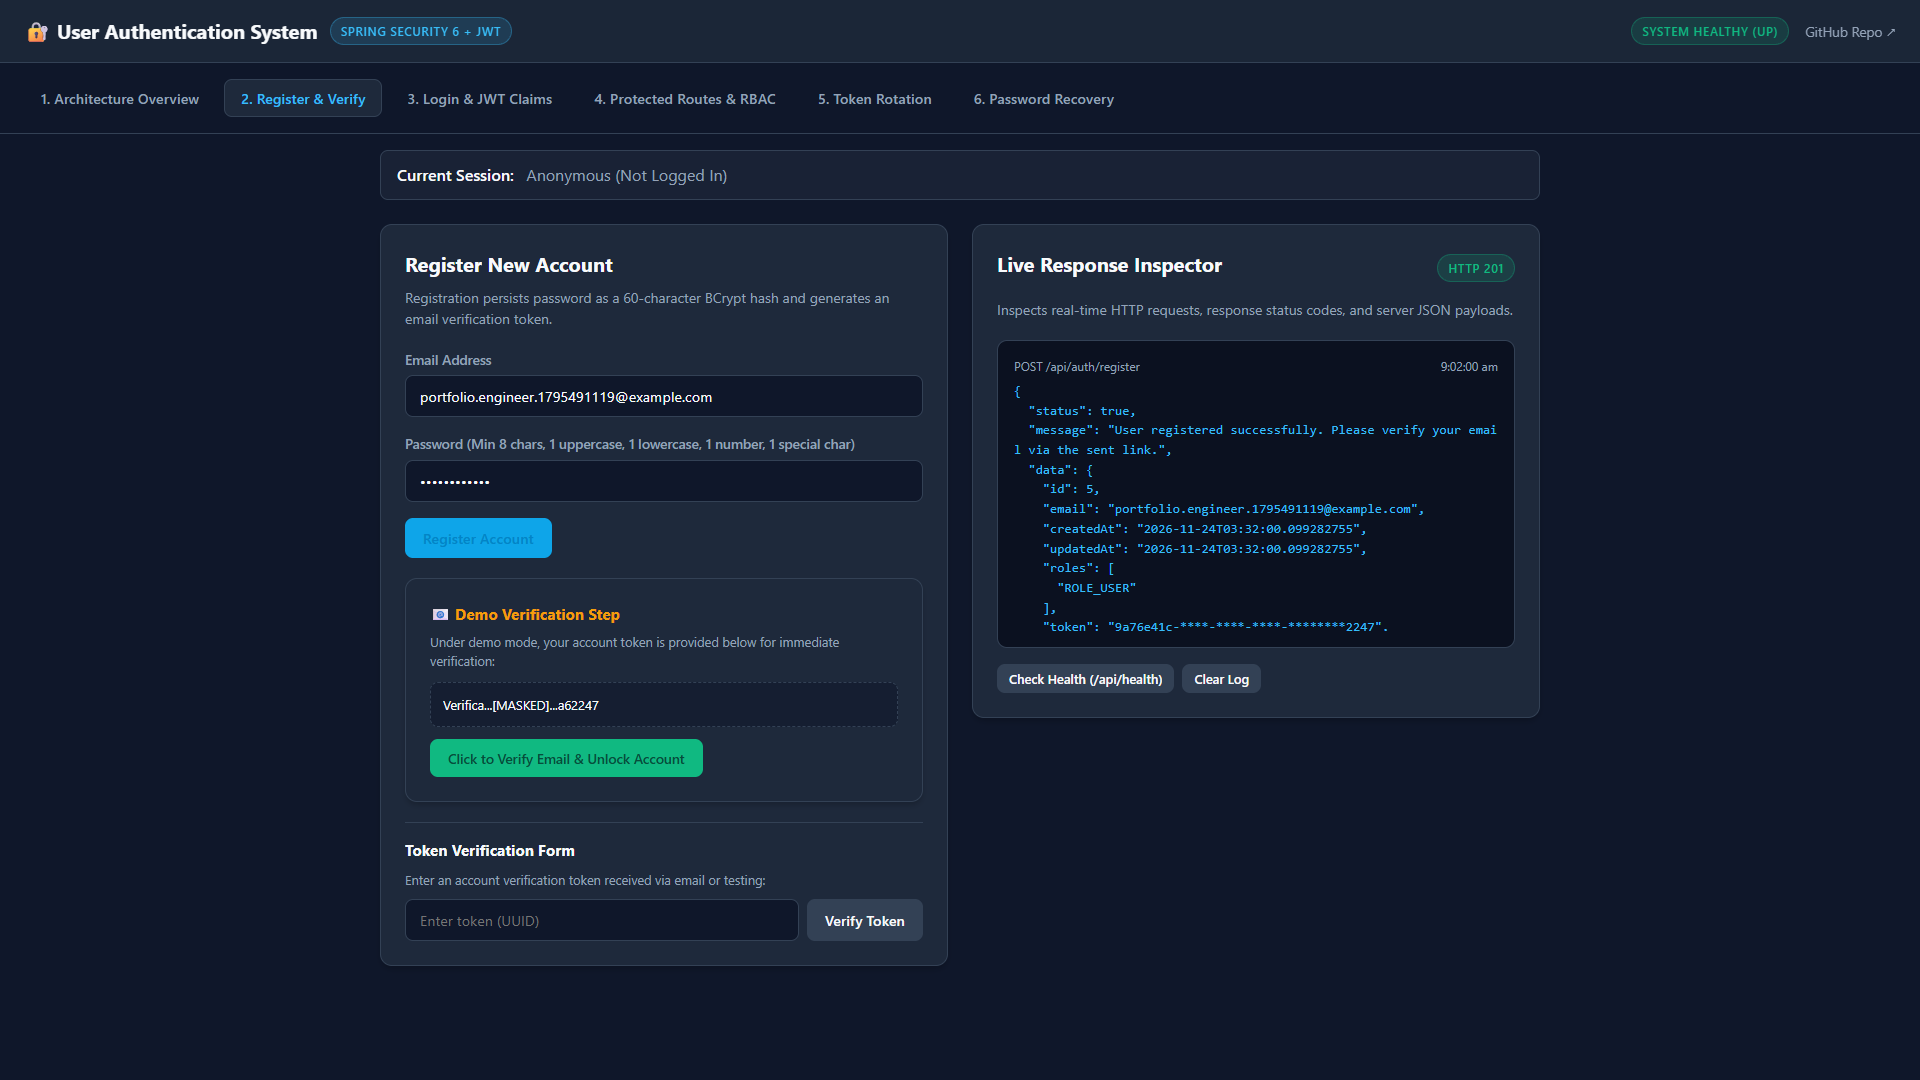 🔐 User Authentication System
SPRING SECURITY 6 + JWT
SYSTEM HEALTHY (UP)
GitHub Repo ↗
1. Architecture Overview
2. Register & Verify
3. Login & JWT Claims
4. Protected Routes & RBAC
5. Token Rotation
6. Password Recovery
Current Session: Anonymous (Not Logged In)
Register New Account
Registration persists password as a 60-character BCrypt hash and generates an
email verification token.
Email Address
portfolio.engineer.1795491119@example.com
Password (Min 8 chars, 1 uppercase, 1 lowercase, 1 number, 1 special char)
••••••••••••
Register Account
📧 Demo Verification Step
Under demo mode, your account token is provided below for immediate
verification:
Verifica...[MASKED]...a62247
Click to Verify Email & Unlock Account
Token Verification Form
Enter an account verification token received via email or testing:
Enter token (UUID)
Verify Token
Live Response Inspector
HTTP 201
Inspects real-time HTTP requests, response status codes, and server JSON payloads.
POST /api/auth/register
9:02:00 am
{
"status": true,
"message": "User registered successfully. Please verify your emai
l via the sent link.",
"data": {
"id": 5,
"email": "portfolio.engineer.1795491119@example.com",
"createdAt": "2026-11-24T03:32:00.099282755",
"updatedAt": "2026-11-24T03:32:00.099282755",
"roles": [
"ROLE_USER"
],
"token": "9a76e41c-****-****-****-********2247".
Check Health (/api/health)
Clear Log